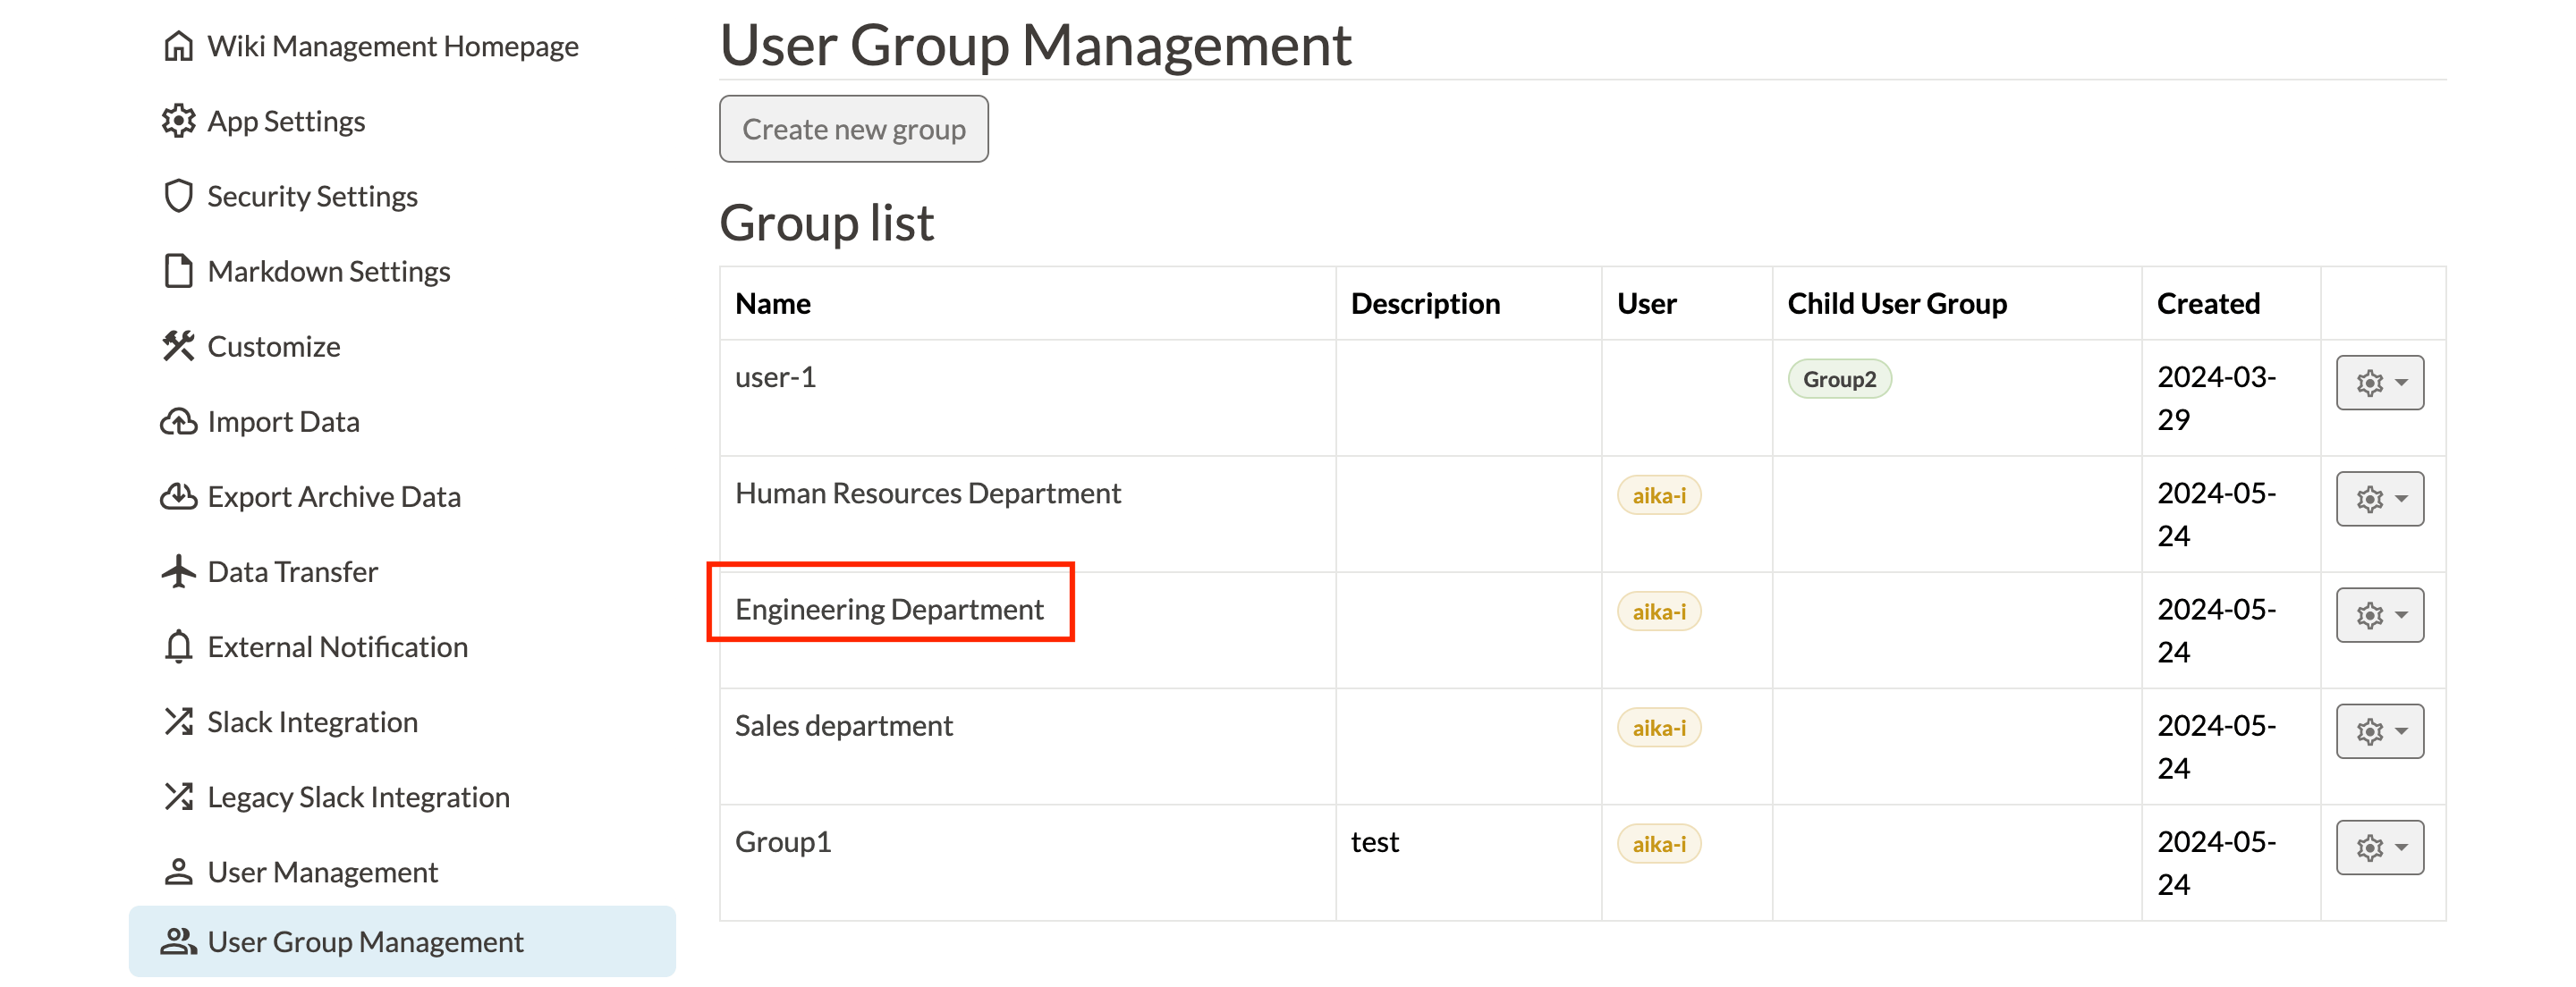 Wiki Management Homepage
App Settings
Security Settings
Markdown Settings
Customize
Import Data
Export Archive Data
Data Transfer
External Notification
Slack Integration
Legacy Slack Integration
User Management
User Group Management
User Group Management
Create new group
Group list
Name Description User Child User Group Created
user-1 Group2 2024-03-
29
Human Resources Department aika-i 2024-05-
24
Engineering Department aika-i 2024-05-
24
Sales department aika-i 2024-05-
24
Group1 test aika-i 2024-05-
24